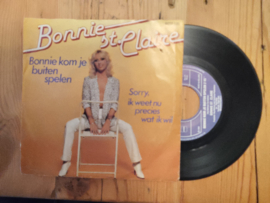 Bonnie st. Claire
Bonnie kom je
buiten
spelen
Sorry,
ik weet nu
precies
wat ik wil